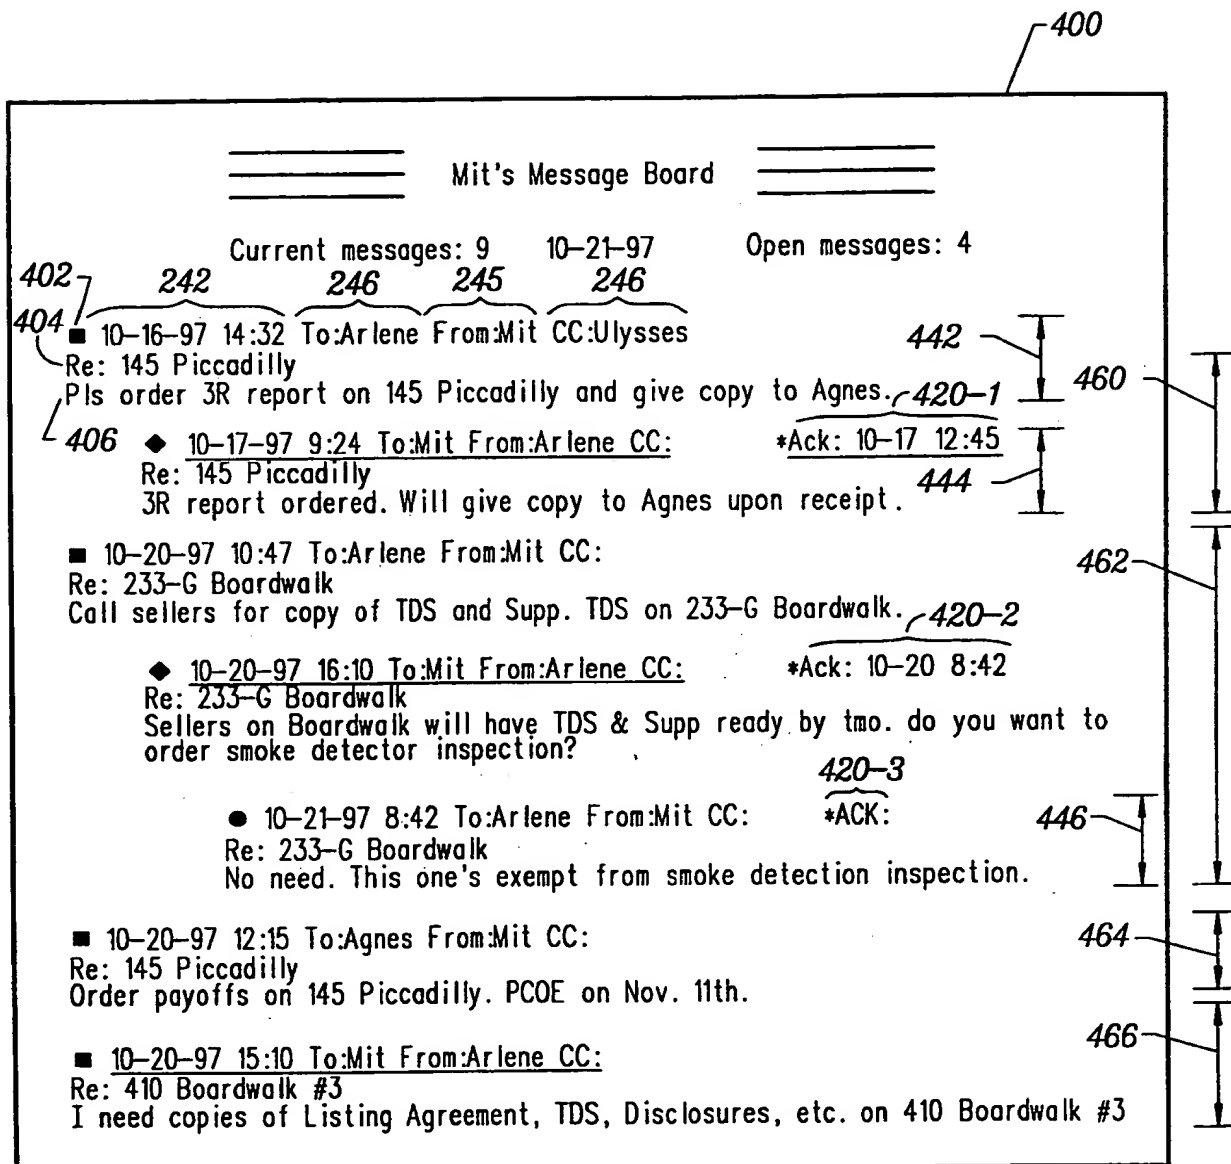 400
Mit's Message Board
Current messages: 9 10-21-97 Open messages: 4
402 242 246 245 246
404 ■ 10-16-97 14:32 To:Arlene From:Mit CC:Ulysses 442
Re: 145 Piccadilly 460
Pls order 3R report on 145 Piccadilly and give copy to Agnes. 420-1
406 ◆ 10-17-97 9:24 To:Mit From:Arlene CC: *Ack: 10-17 12:45
Re: 145 Piccadilly 444
3R report ordered. Will give copy to Agnes upon receipt.
■ 10-20-97 10:47 To:Arlene From:Mit CC: 462
Re: 233-G Boardwalk
Call sellers for copy of TDS and Supp. TDS on 233-G Boardwalk. 420-2
◆ 10-20-97 16:10 To:Mit From:Arlene CC: *Ack: 10-20 8:42
Re: 233-G Boardwalk
Sellers on Boardwalk will have TDS & Supp ready by tmo. do you want to
order smoke detector inspection?
420-3
● 10-21-97 8:42 To:Arlene From:Mit CC: *ACK: 446
Re: 233-G Boardwalk
No need. This one's exempt from smoke detection inspection.
■ 10-20-97 12:15 To:Agnes From:Mit CC: 464
Re: 145 Piccadilly
Order payoffs on 145 Piccadilly. PCOE on Nov. 11th.
466
■ 10-20-97 15:10 To:Mit From:Arlene CC:
Re: 410 Boardwalk #3
I need copies of Listing Agreement, TDS, Disclosures, etc. on 410 Boardwalk #3